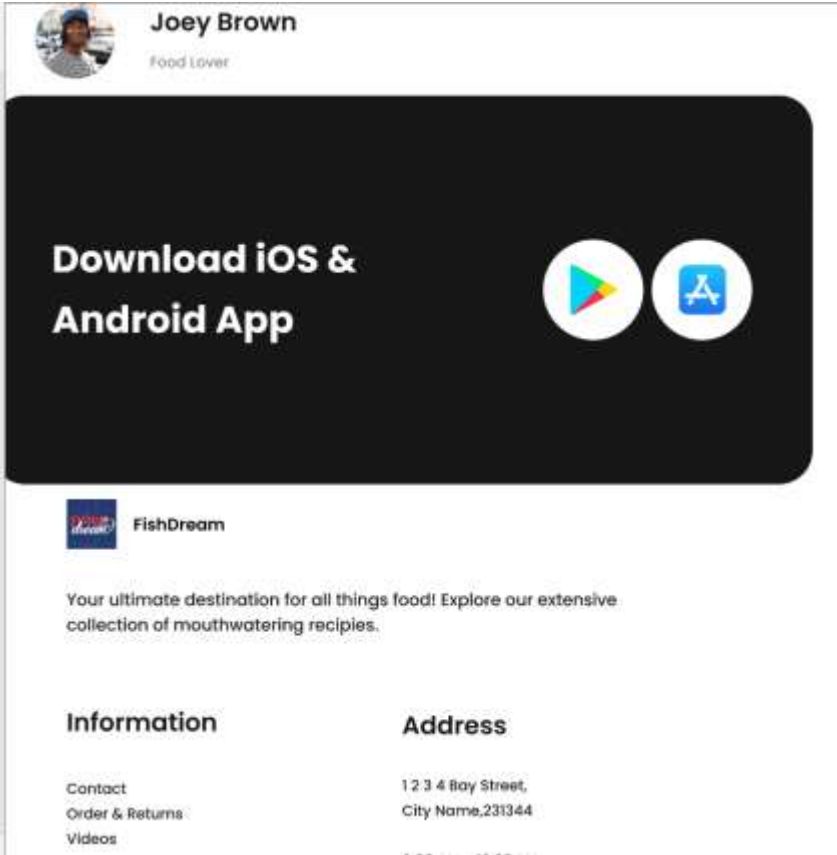 Joey Brown
Food Lover
Download iOS &
Android App
dream
FishDream
Your ultimate destination for all things food! Explore our extensive
collection of mouthwatering recipies.
Information
Contact
Order & Returns
Videos
Address
1 2 3 4 Bay Street,
City Name,231344